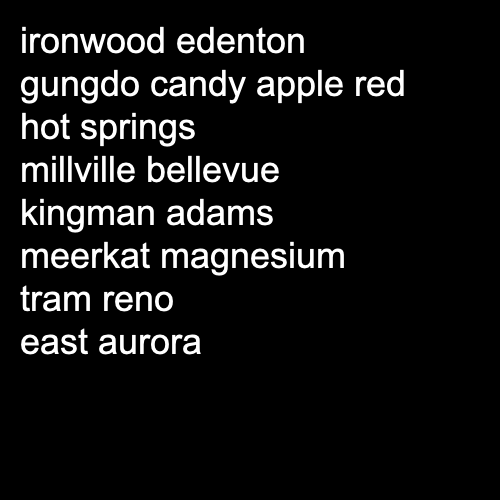 ironwood edenton
gungdo candy apple red
hot springs
millville bellevue
kingman adams
meerkat magnesium
tram reno
east aurora